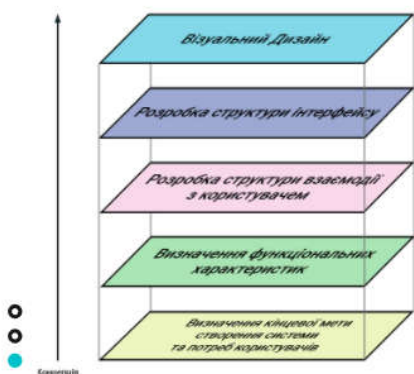 Візуальний Дизайн
Розробка структури інтерфейсу
Розробка структури взаємодії
з користувачем
Визначення функціональних
характеристик
Визначення кінцевої мети
створення системи
та потреб користувачів
Концепція